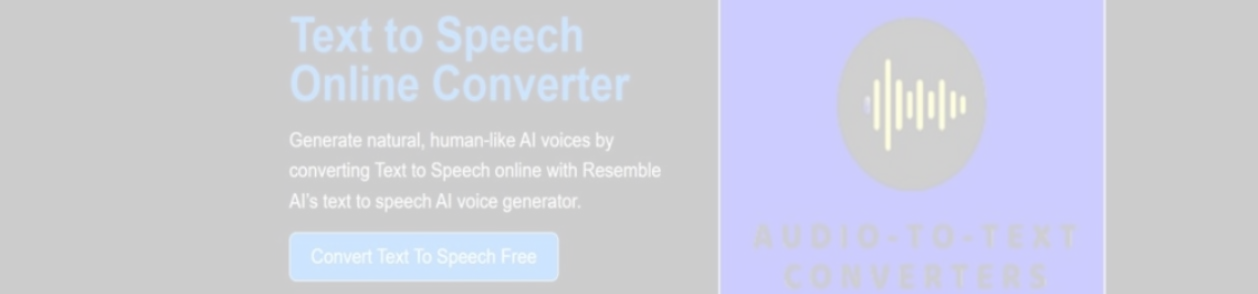 Text to Speech
Online Converter
Generate natural, human-like AI voices by
converting Text to Speech online with Resemble
AI's text to speech AI voice generator.
Convert Text To Speech Free
AUDIO-TO-TEXT
CONVERTERS